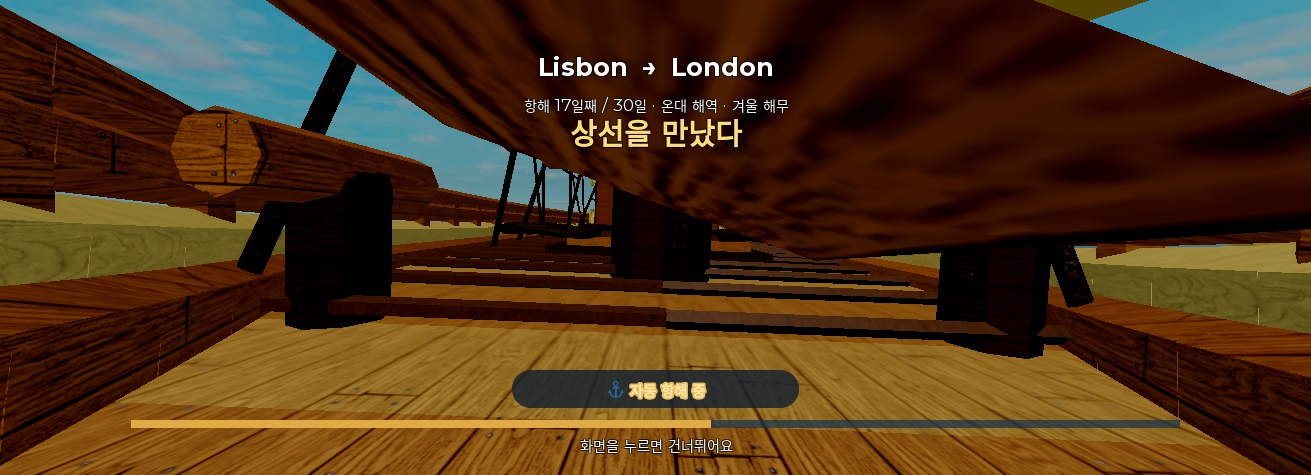 Lisbon → London
항해 17일째 / 30일 · 온대 해역 · 겨울 해무
상선을 만났다
⚓ 자동 항해 중
화면을 누르면 건너뛰어요